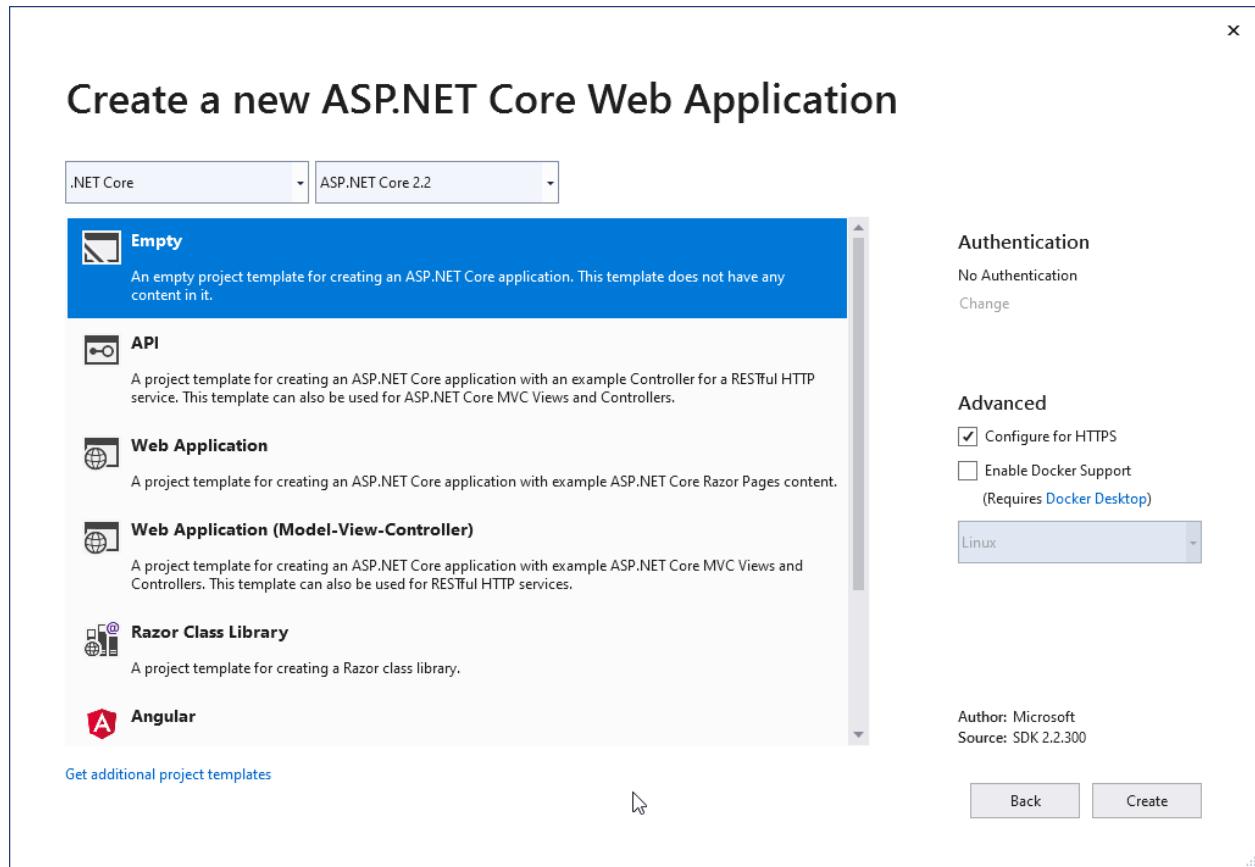 Create a new ASP.NET Core Web Application
.NET Core
ASP.NET Core 2.2
Empty
An empty project template for creating an ASP.NET Core application. This template does not have any
content in it.
API
A project template for creating an ASP.NET Core application with an example Controller for a RESTful HTTP
service. This template can also be used for ASP.NET Core MVC Views and Controllers.
Web Application
A project template for creating an ASP.NET Core application with example ASP.NET Core Razor Pages content.
Web Application (Model-View-Controller)
A project template for creating an ASP.NET Core application with example ASP.NET Core MVC Views and
Controllers. This template can also be used for RESTful HTTP services.
Razor Class Library
A project template for creating a Razor class library.
Angular
Get additional project templates
Authentication
No Authentication
Change
Advanced
Configure for HTTPS
Enable Docker Support
(Requires Docker Desktop)
Linux
Author: Microsoft
Source: SDK 2.2.300
Back
Create